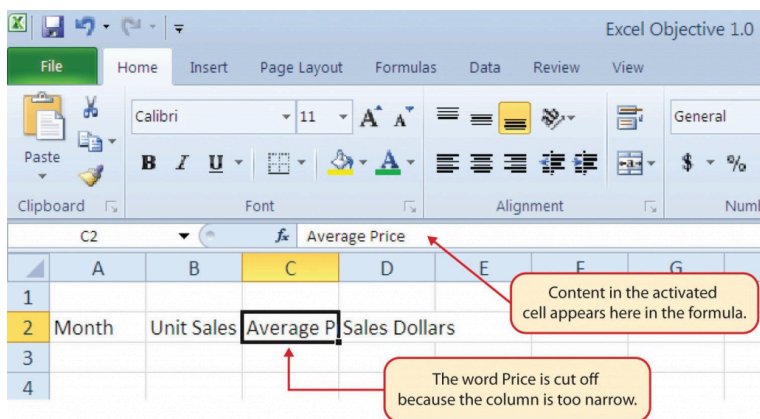 Excel Objective 1.0
File Home Insert Page Layout Formulas Data Review View
Calibri 11 A A General
Paste B I U A a $ %
Clipboard Font Alignment
C2 fx Average Price
A B C D E F G
1
2 Month Unit Sales Average P Sales Dollars
3
4
Content in the activated
cell appears here in the formula.
The word Price is cut off
because the column is too narrow.